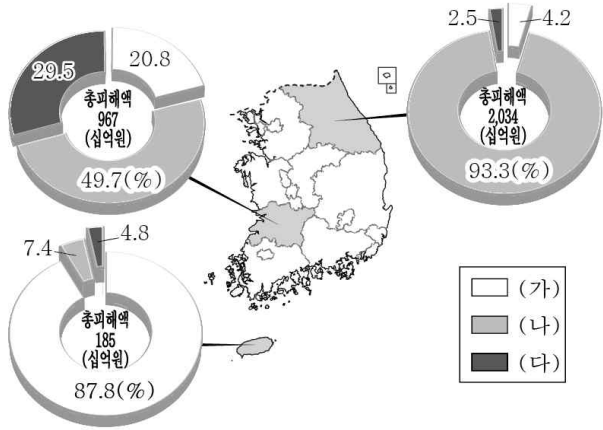 20.8
29.5
총피해액
967
(십억원)
49.7(%)
2.5
4.2
총피해액
2,034
(십억원)
93.3(%)
7.4
4.8
총피해액
185
(십억원)
87.8(%)
(가)
(나)
(다)